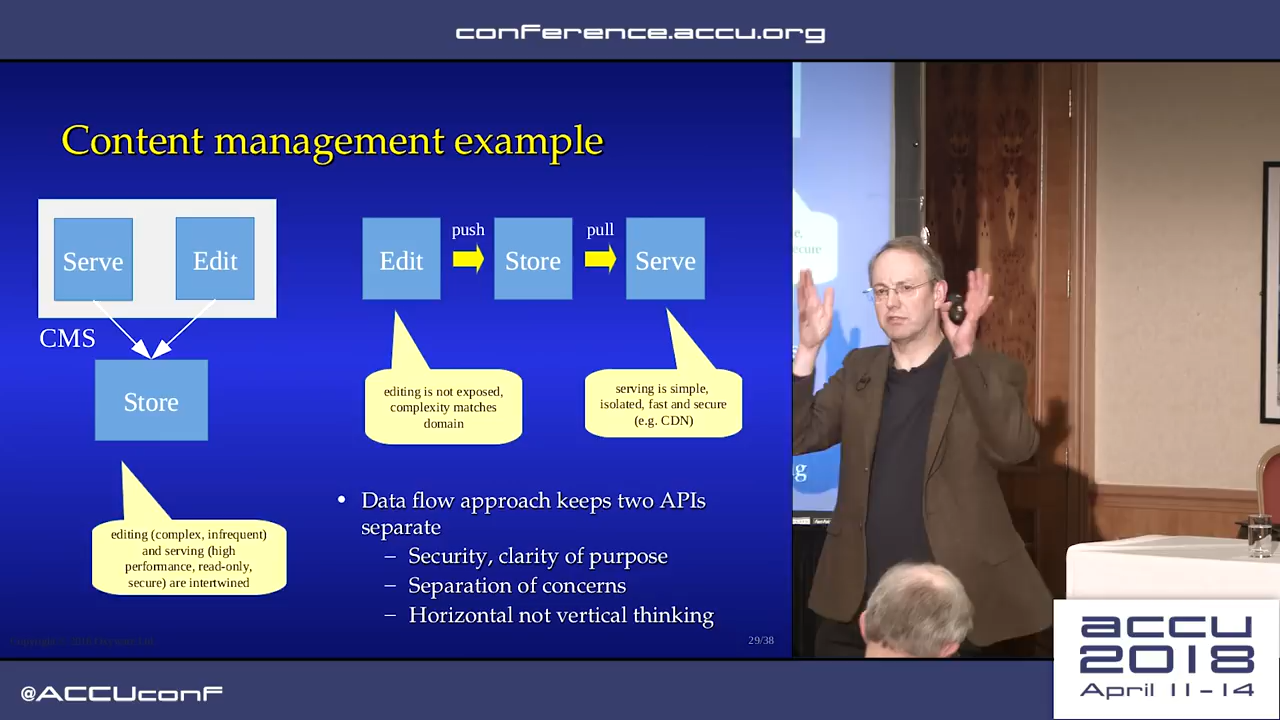 conference.accu.org
Content management example
Serve
Edit
CMS
Store
editing (complex, infrequent)
and serving (high
performance, read-only,
secure) are intertwined
Edit
push
Store
pull
Serve
editing is not exposed,
complexity matches
domain
serving is simple,
isolated, fast and secure
(e.g. CDN)
• Data flow approach keeps two APIs
separate
– Security, clarity of purpose
– Separation of concerns
– Horizontal not vertical thinking
29/38
@ACCUconf
accu
2018
April 11-14